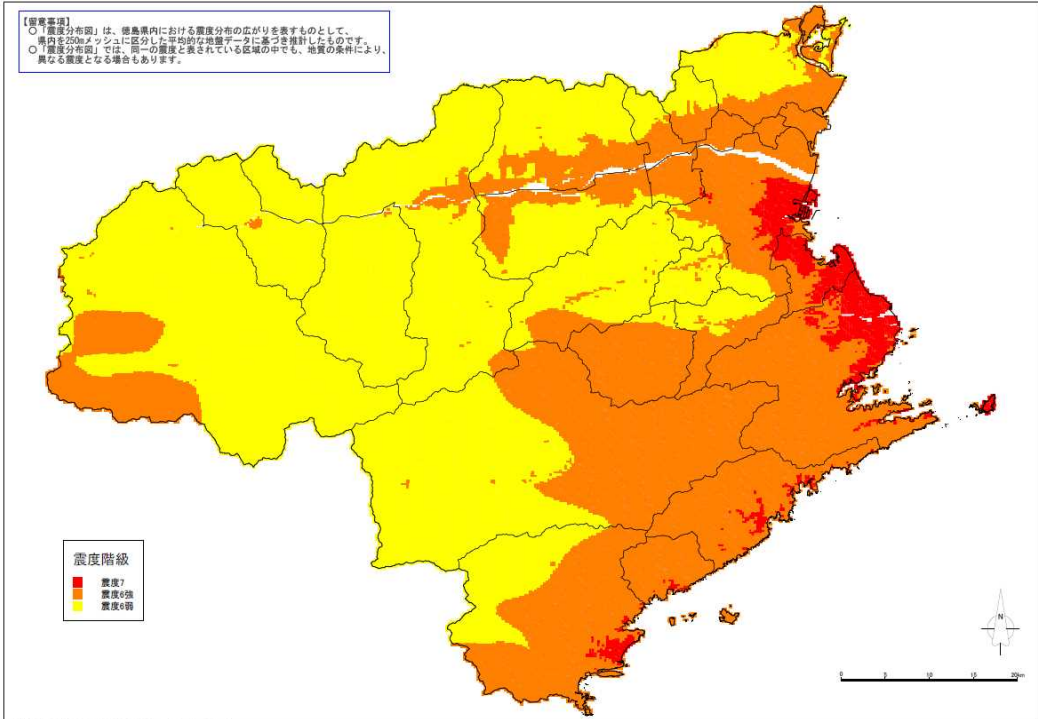 【留意事項】
○「震度分布図」は、徳島県内における震度分布の広がりを表すものとして、
県内を250mメッシュに区分した平均的な地盤データに基づき推計したものです。
○「震度分布図」では、同一の震度と表されている区域の中でも、地質の条件により、
異なる震度となる場合もあります。
震度階級
震度7
震度6強
震度6弱
N
0 5 10 15 20km